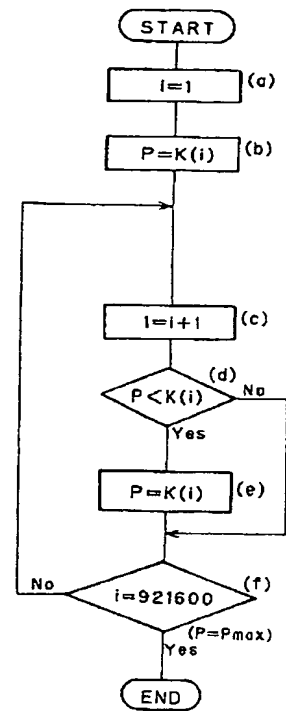 START
i=1 (a)
P=K(i) (b)
i=i+1 (c)
(d)
P<K(i) No
Yes
P=K(i) (e)
No (f)
i=921600
(P=Pmax)
Yes
END